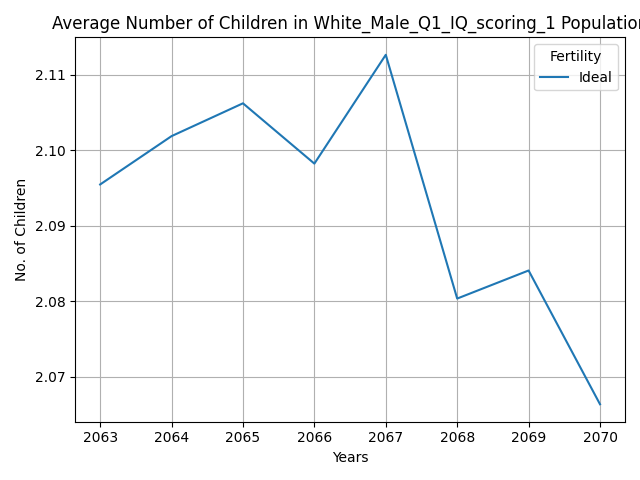 Average Number of Children in White_Male_Q1_IQ_scoring_1 Population
Fertility
Ideal
2.11
2.10
2.09
2.08
2.07
No. of Children
2063 2064 2065 2066 2067 2068 2069 2070
Years